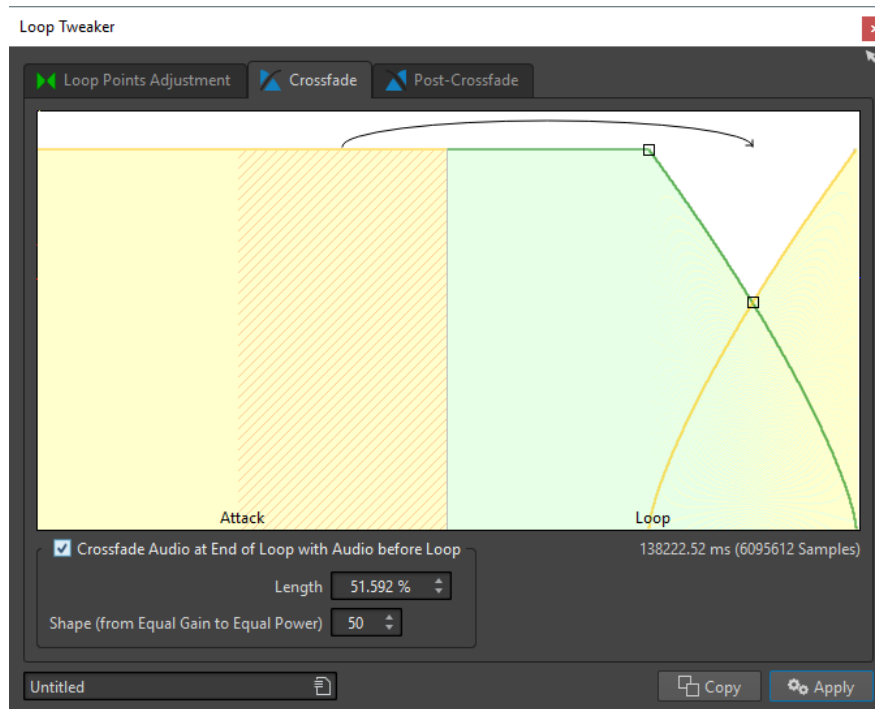 Loop Tweaker
Loop Points Adjustment
Crossfade
Post-Crossfade
Attack
Loop
Crossfade Audio at End of Loop with Audio before Loop
138222.52 ms (6095612 Samples)
Length 51.592 %
Shape (from Equal Gain to Equal Power) 50
Untitled
Copy
Apply